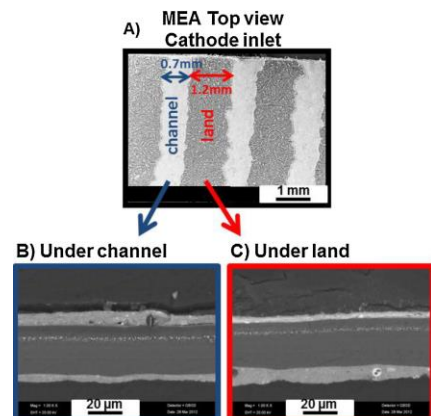 MEA Top view
A) Cathode inlet
0.7mm
1.2mm
channel
land
1 mm
B) Under channel
C) Under land
20 µm
20 µm